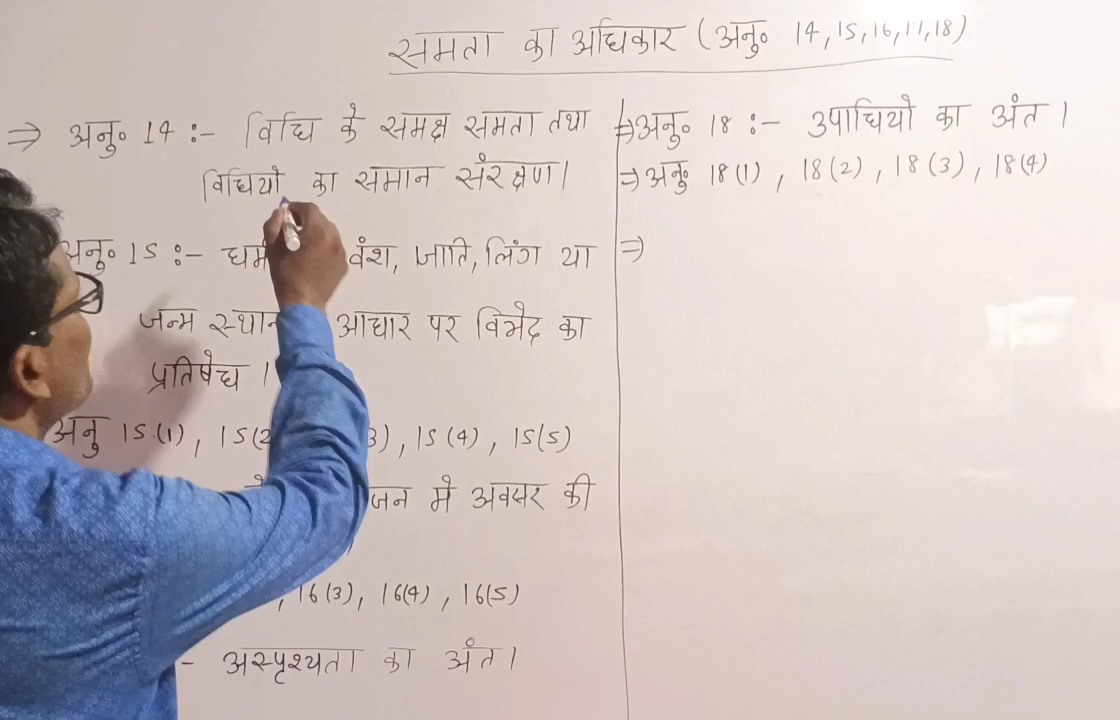 समता का अधिकार (अनु० 14,15,16,17,18)
⇒ अनु० 14 :- विधि के समक्ष समता तथा
विधियो का समान संरक्षण।
अनु० 15 :- धर्म वंश, जाति, लिंग या
जन्म स्थान आधार पर विभेद का
प्रतिषेध ।
अनु 15(1), 15(2 3), 15(4), 15(5)
में अवसर की
, 16(3), 16(4), 16(5)
- अस्पृश्यता का अंत।
⇒ अनु० 18 :- उपाधियो का अंत ।
⇒ अनु० 18(1), 18(2), 18(3), 18(4)
⇒